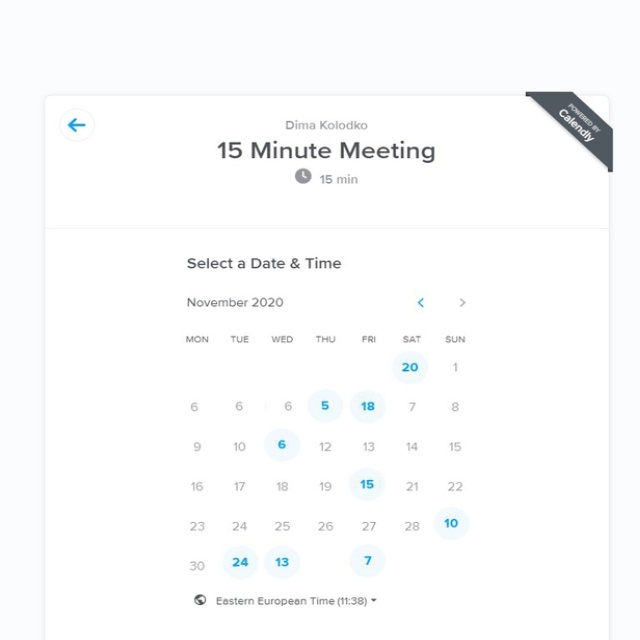 POWERED BY
Calendly
Dima Kolodko
15 Minute Meeting
15 min
Select a Date & Time
November 2020 < >
MON TUE WED THU FRI SAT SUN
20 1
6 6 6 5 18 7 8
9 10 6 12 13 14 15
16 17 18 19 15 21 22
23 24 25 26 27 28 10
30 24 13 7
Eastern European Time (11:38)